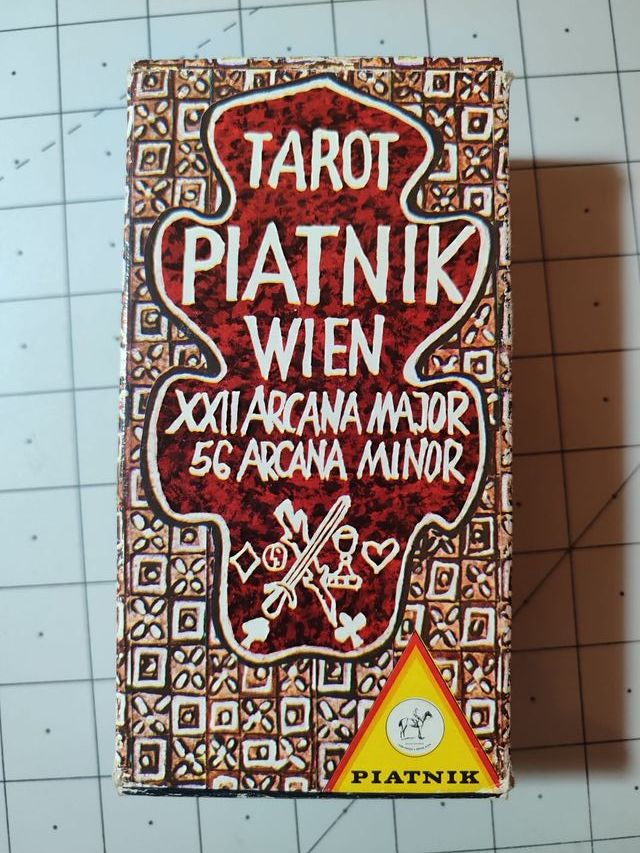 TAROT
PIATNIK
WIEN
XXII ARCANA MAJOR
56 ARCANA MINOR
PIATNIK